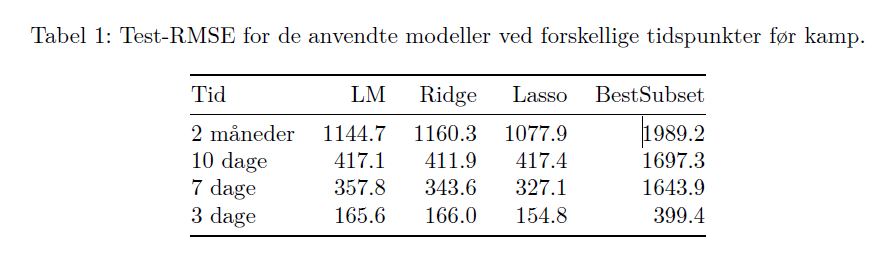 Tabel 1: Test-RMSE for de anvendte modeller ved forskellige tidspunkter før kamp.
Tid LM Ridge Lasso BestSubset
2 måneder 1144.7 1160.3 1077.9 1989.2
10 dage 417.1 411.9 417.4 1697.3
7 dage 357.8 343.6 327.1 1643.9
3 dage 165.6 166.0 154.8 399.4